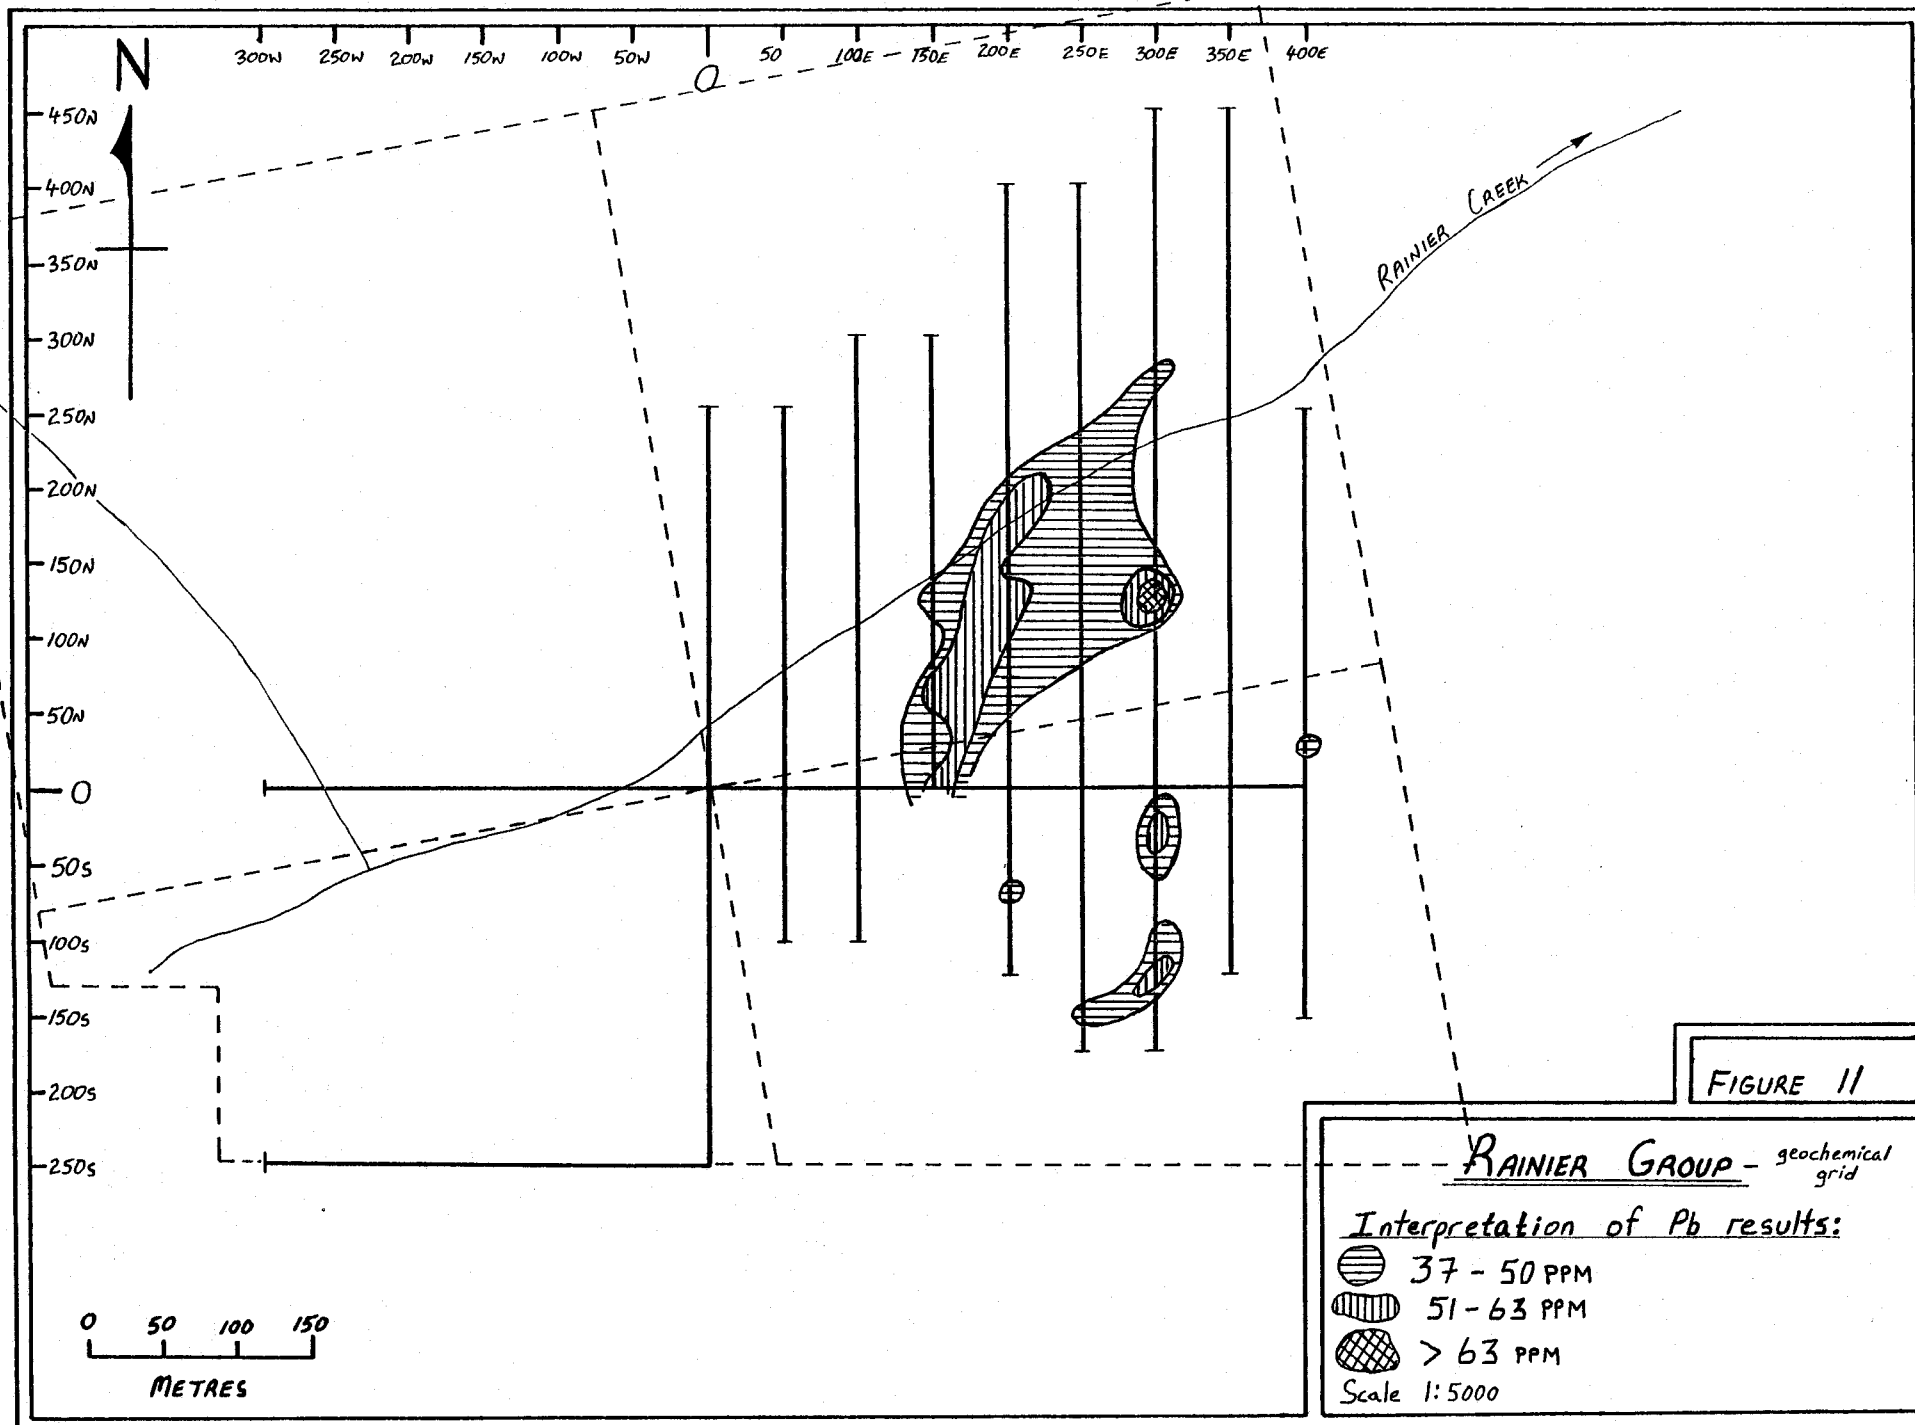 N
300W 250W 200W 150W 100W 50W O 50 100E 150E 200E 250E 300E 350E 400E
450N
400N
350N
300N
250N
200N
150N
100N
50N
O
50S
100S
150S
200S
250S
RAINIER CREEK
0 50 100 150
METRES
FIGURE 11
RAINIER GROUP - geochemical
grid
Interpretation of Pb results:
37 - 50 PPM
51 - 63 PPM
> 63 PPM
Scale 1:5000